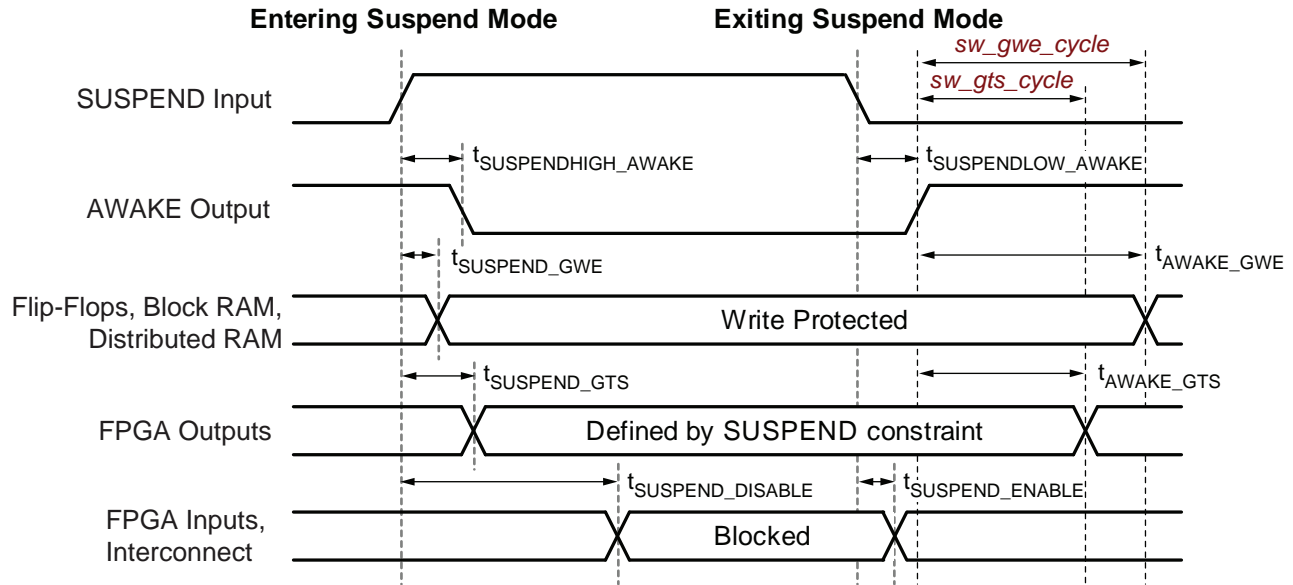 Entering Suspend Mode
Exiting Suspend Mode
sw_gwe_cycle
sw_gts_cycle
SUSPEND Input
tSUSPENDHIGH_AWAKE
tSUSPENDLOW_AWAKE
AWAKE Output
tSUSPEND_GWE
tAWAKE_GWE
Flip-Flops, Block RAM,
Distributed RAM
Write Protected
tSUSPEND_GTS
tAWAKE_GTS
FPGA Outputs
Defined by SUSPEND constraint
tSUSPEND_DISABLE
tSUSPEND_ENABLE
FPGA Inputs,
Interconnect
Blocked